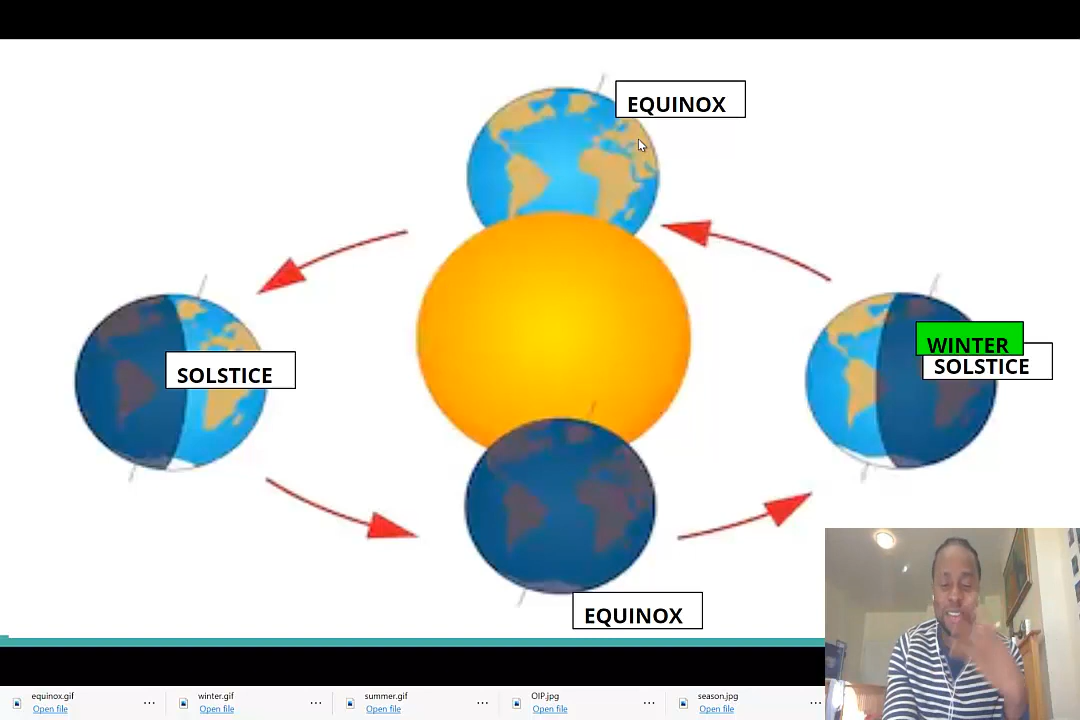 EQUINOX
WINTER
SOLSTICE
SOLSTICE
EQUINOX
equinox.gif
Open file
winter.gif
Open file
summer.gif
Open file
OIP.jpg
Open file
season.jpg
Open file